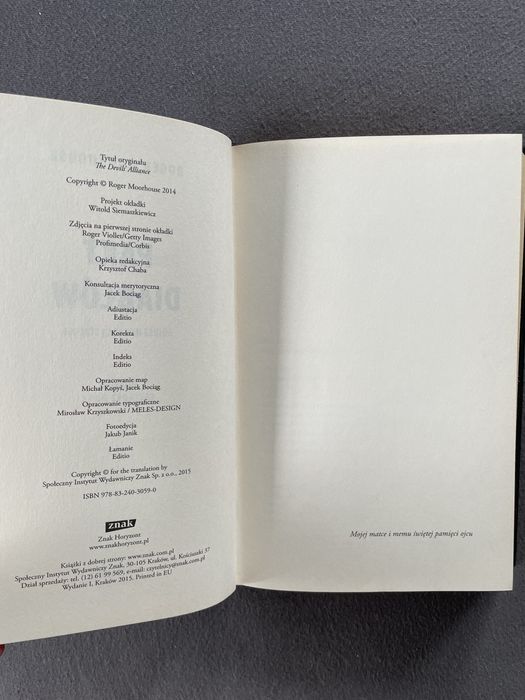 Tytuł oryginału
The Devils' Alliance
Copyright © Roger Moorhouse 2014
Projekt okładki
Witold Siemaszkiewicz
Zdjęcia na pierwszej stronie okładki
Roger Viollet/Getty Images
Profimedia/Corbis
Opieka redakcyjna
Krzysztof Chaba
Konsultacja merytoryczna
Jacek Bociąg
Adiustacja
Editio
Korekta
Editio
Indeks
Editio
Opracowanie map
Michał Kopyś, Jacek Bociąg
Opracowanie typograficzne
Mirosław Krzyszkowski / MELES-DESIGN
Fotoedycja
Jakub Janik
Łamanie
Editio
Copyright © for the translation by
Społeczny Instytut Wydawniczy Znak Sp. z o.o., 2015
ISBN 978-83-240-3059-0
znak
Znak Horyzont
www.znakhoryzont.pl
Książki z dobrej strony: www.znak.com.pl
Społeczny Instytut Wydawniczy Znak, 30-105 Kraków, ul. Kościuszki 37
Dział sprzedaży: tel. (12) 61 99 569, e-mail: czytelnicy@znak.com.pl
Wydanie I, Kraków 2015. Printed in EU
Mojej matce i memu świętej pamięci ojcu